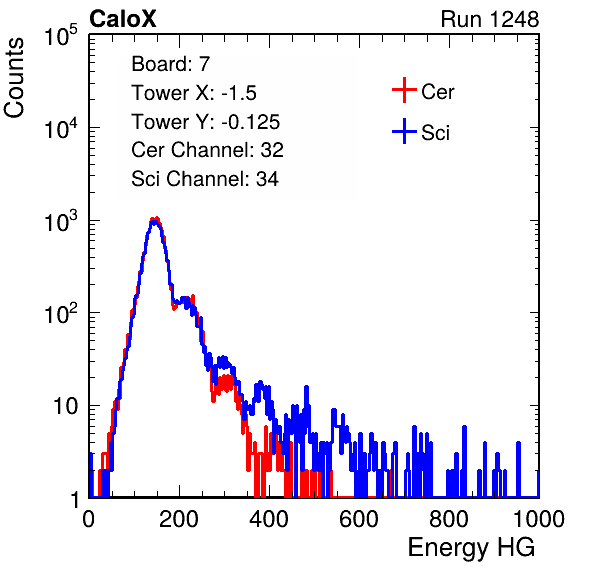 CaloX Run 1248
Counts
10^5
10^4
10^3
10^2
10
1
Board: 7
Tower X: -1.5
Tower Y: -0.125
Cer Channel: 32
Sci Channel: 34
Cer
Sci
0 200 400 600 800 1000
Energy HG